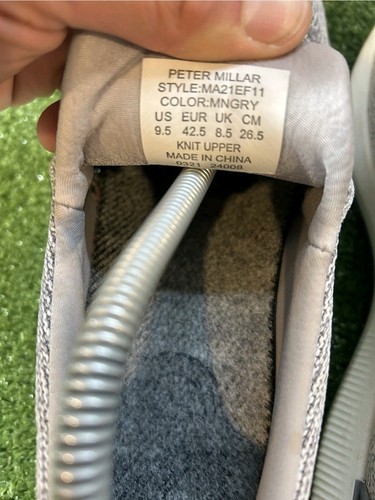 PETER MILLAR
STYLE:MA21EF11
COLOR:MNGRY
US EUR UK CM
9.5 42.5 8.5 26.5
KNIT UPPER
MADE IN CHINA
0321 24008